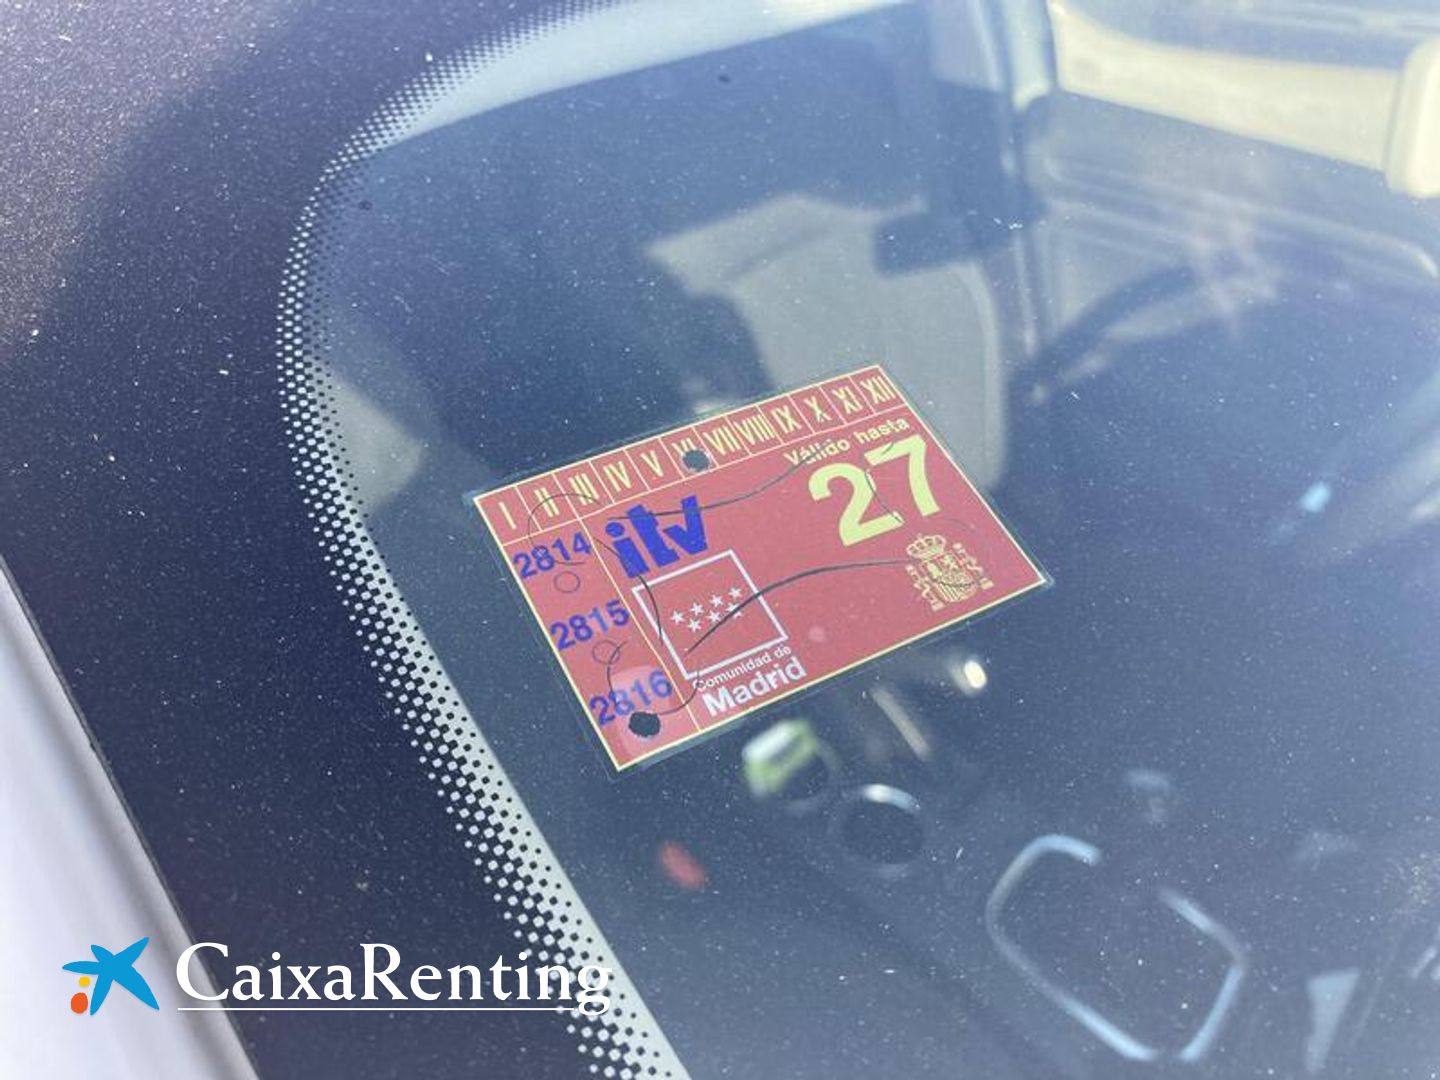 I II III IV V VI VII VIII IX X XI XII
Válido hasta
27
itv
2814
2815
2816
Comunidad de
Madrid
CaixaRenting